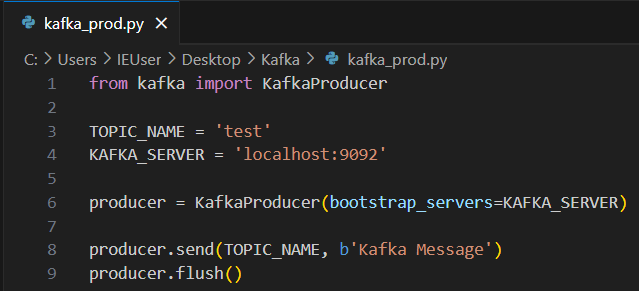 kafka_prod.py
C: > Users > IEUser > Desktop > Kafka > kafka_prod.py
1 from kafka import KafkaProducer
2
3 TOPIC_NAME = 'test'
4 KAFKA_SERVER = 'localhost:9092'
5
6 producer = KafkaProducer(bootstrap_servers=KAFKA_SERVER)
7
8 producer.send(TOPIC_NAME, b'Kafka Message')
9 producer.flush()